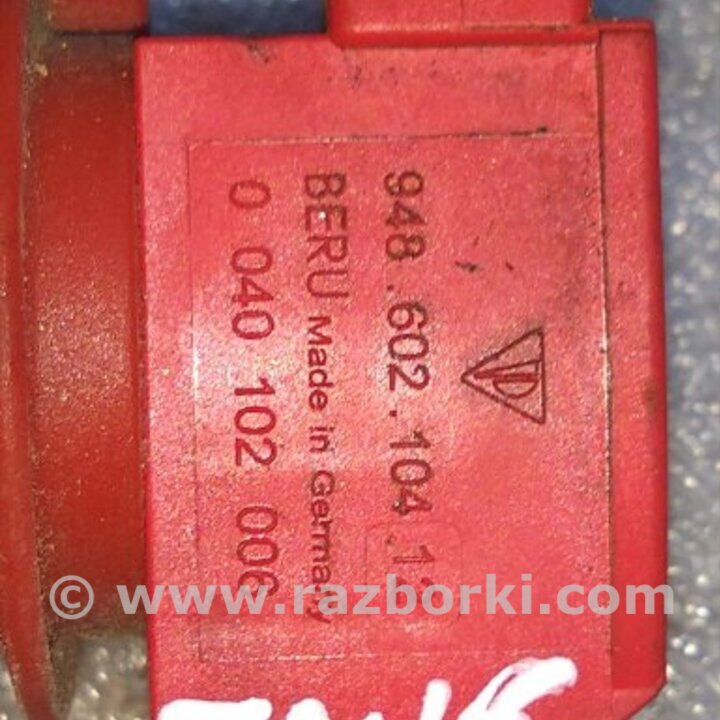 948.602.104.
BERU Made in Germany
0 040 102 006
© www.razborki.com